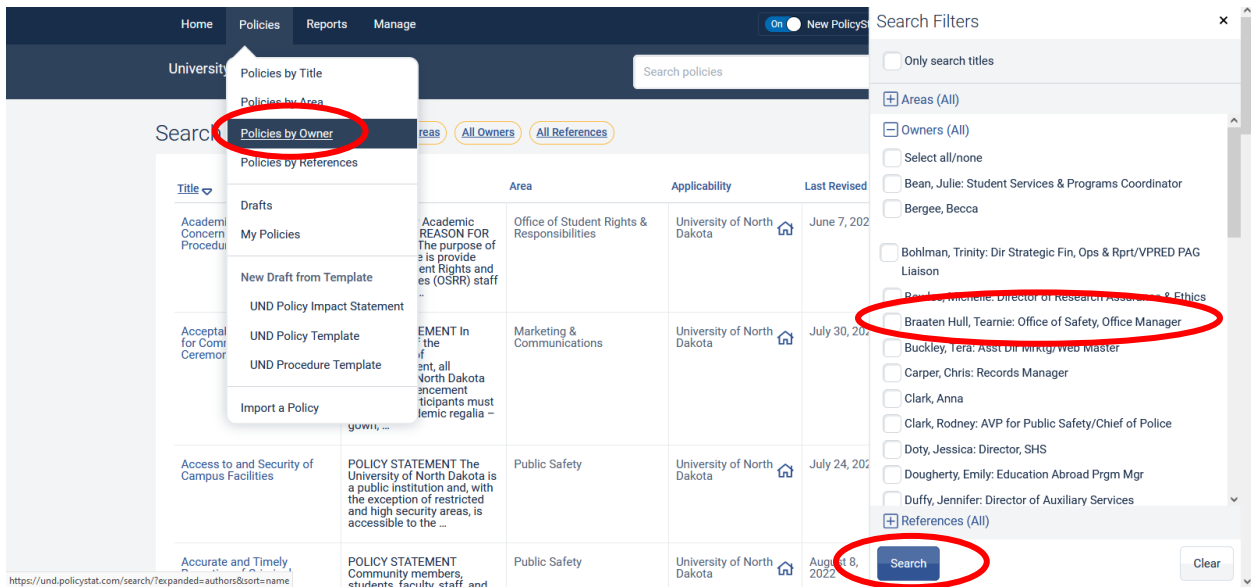 Home Policies Reports Manage
On New PolicySt
University
Search policies
Policies by Title
Policies by Area
Policies by Owner
Policies by References
Drafts
My Policies
New Draft from Template
UND Policy Impact Statement
UND Policy Template
UND Procedure Template
Import a Policy
Search
reas All Owners All References
Title Area Applicability Last Revised
Academi
Concern
Procedu
Academic
REASON FOR
The purpose of
e is provide
ent Rights and
es (OSRR) staff
Office of Student Rights &
Responsibilities
University of North
Dakota
June 7, 202
Acceptal
for Comr
Ceremor
EMENT In
f the
of
ent, all
North Dakota
encement
ticipants must
demic regalia –
gown, ...
Marketing &
Communications
University of North
Dakota
July 30, 202
Access to and Security of
Campus Facilities
POLICY STATEMENT The
University of North Dakota is
a public institution and, with
the exception of restricted
and high security areas, is
accessible to the ...
Public Safety
University of North
Dakota
July 24, 202
Accurate and Timely
POLICY STATEMENT
Community members,
students, faculty, staff, and
Public Safety
University of North
Dakota
August 8,
2022
https://und.policystat.com/search/?expanded=authors&sort=name
Search Filters
Only search titles
Areas (All)
Owners (All)
Select all/none
Bean, Julie: Student Services & Programs Coordinator
Bergee, Becca
Bohlman, Trinity: Dir Strategic Fin, Ops & Rprt/VPRED PAG
Liaison
Michelle: Director of Research Assurance & Ethics
Braaten Hull, Tearnie: Office of Safety, Office Manager
Buckley, Tera: Asst Dir Mrktg/Web Master
Carper, Chris: Records Manager
Clark, Anna
Clark, Rodney: AVP for Public Safety/Chief of Police
Doty, Jessica: Director, SHS
Dougherty, Emily: Education Abroad Prgm Mgr
Duffy, Jennifer: Director of Auxiliary Services
References (All)
Search
Clear